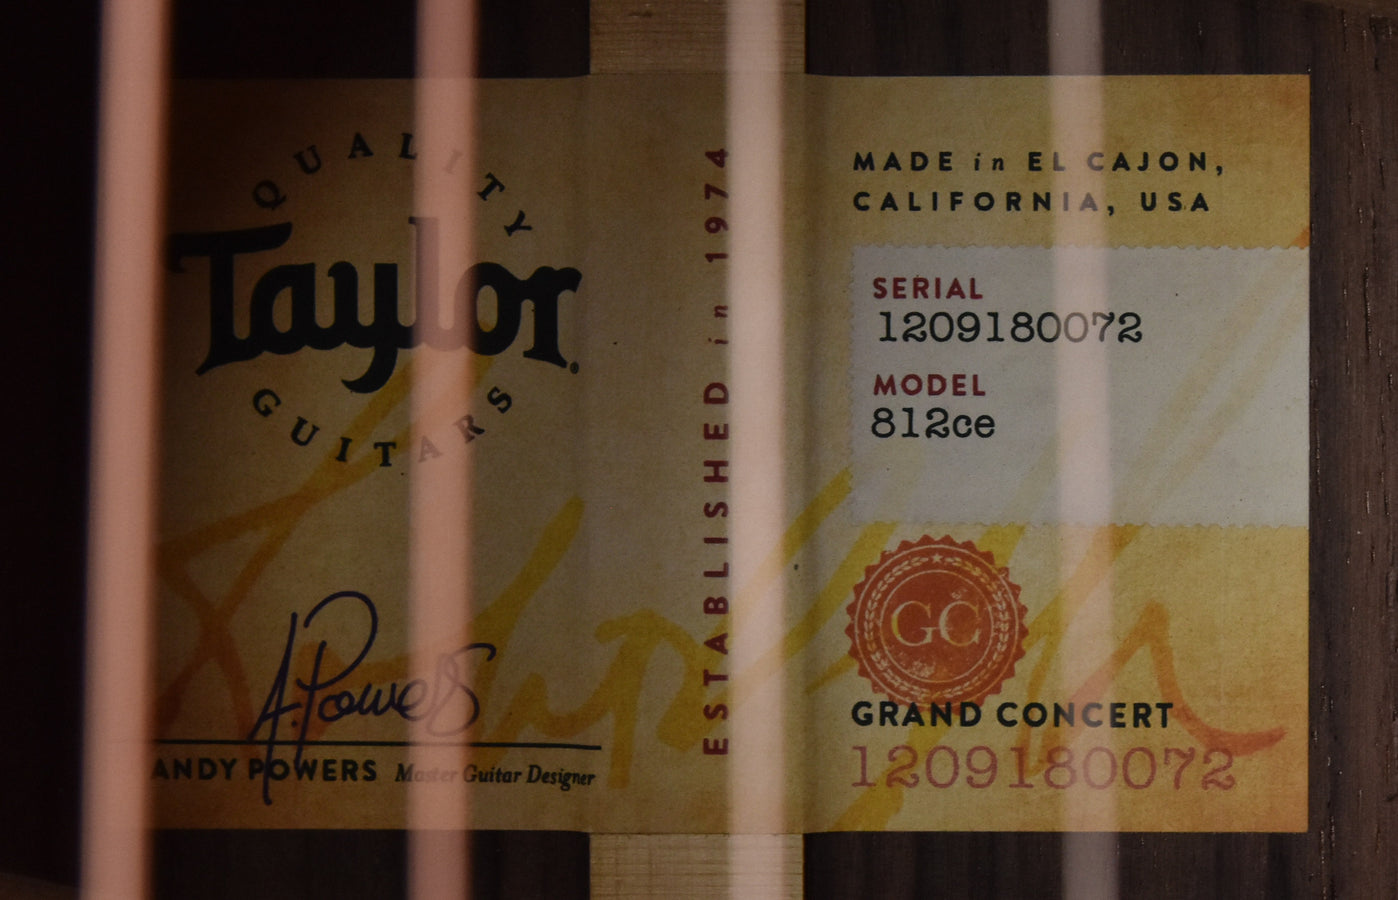 QUALITY
Taylor®
GUITARS
A. Powers
ANDY POWERS Master Guitar Designer
ESTABLISHED in 1974
MADE in EL CAJON,
CALIFORNIA, USA
SERIAL
1209180072
MODEL
812ce
GC
GRAND CONCERT
1209180072